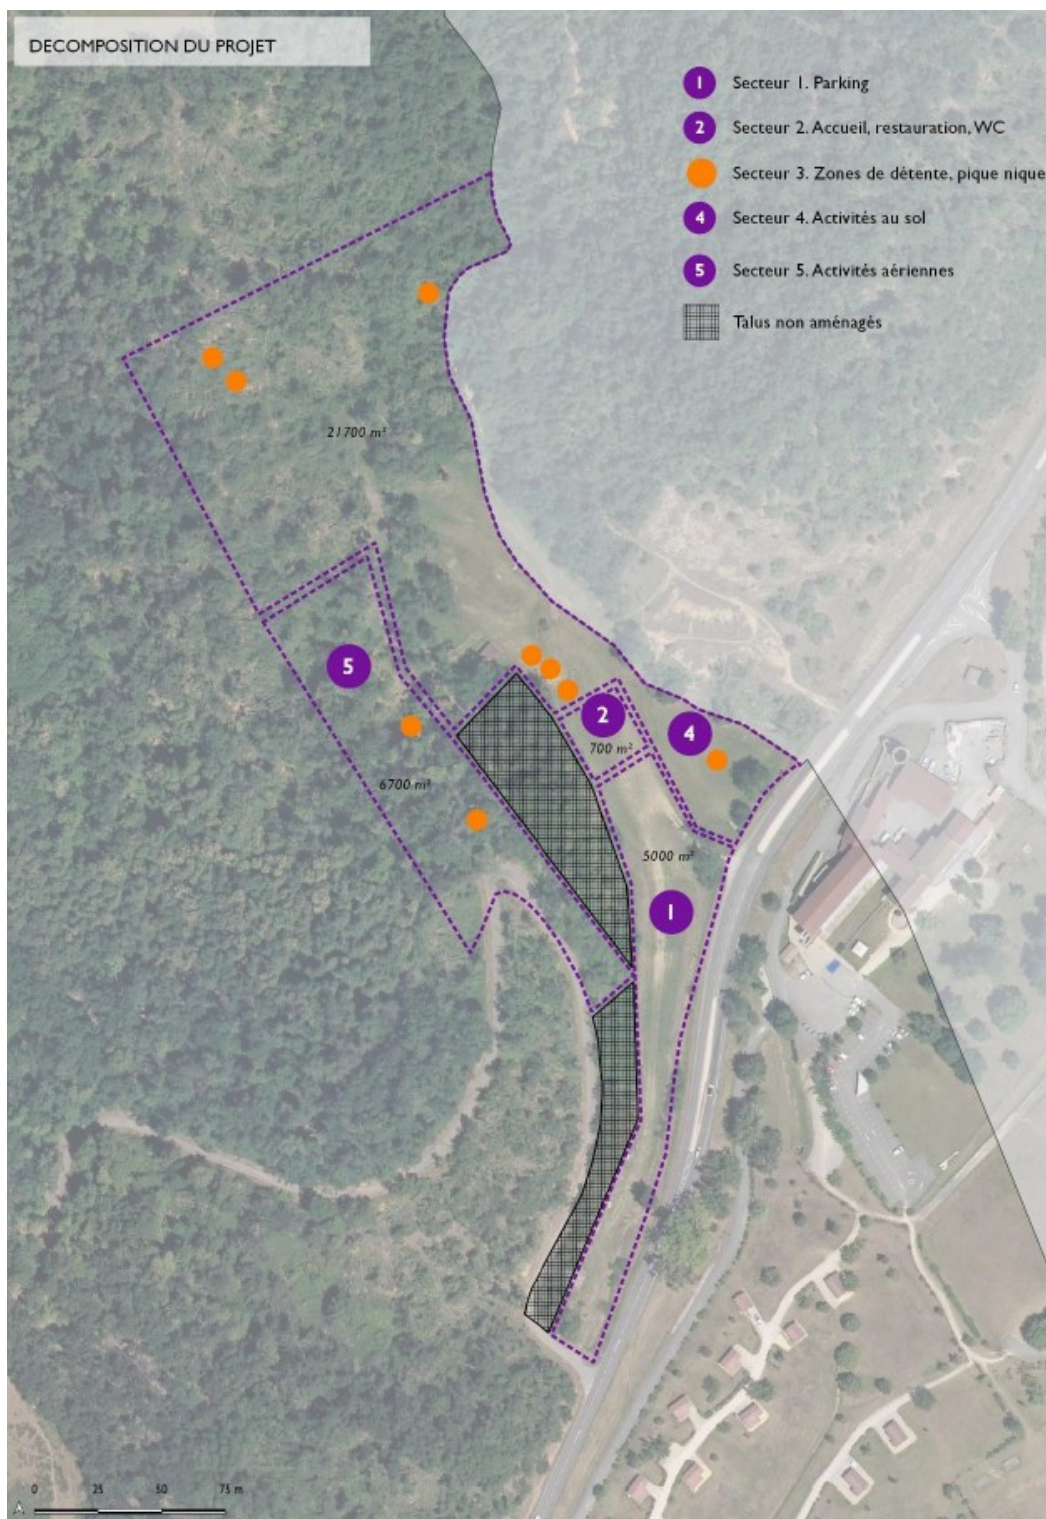 DECOMPOSITION DU PROJET
1 Secteur 1. Parking
2 Secteur 2. Accueil, restauration, WC
Secteur 3. Zones de détente, pique nique
4 Secteur 4. Activités au sol
5 Secteur 5. Activités aériennes
Talus non aménagés
21700 m²
5
2
4
700 m²
6700 m²
5000 m²
1
0 25 50 75 m